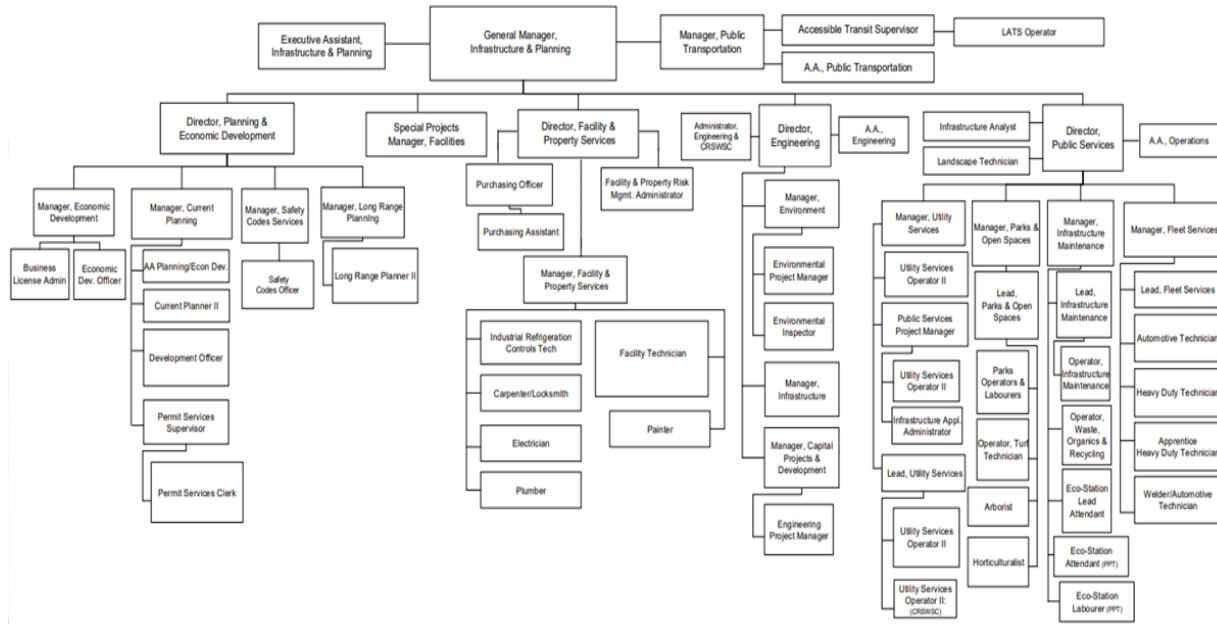 Executive Assistant,
Infrastructure & Planning
General Manager,
Infrastructure & Planning
Manager, Public
Transportation
Accessible Transit Supervisor
LATS Operator
A.A., Public Transportation
Director, Planning &
Economic Development
Special Projects
Manager, Facilities
Director, Facility &
Property Services
Administrator,
Engineering &
CRSWSC
Director,
Engineering
A.A.,
Engineering
Infrastructure Analyst
Landscape Technician
Director,
Public Services
A.A., Operations
Manager, Economic
Development
Business
License Admin
Economic
Dev. Officer
Manager, Current
Planning
AA Planning/Econ Dev.
Current Planner II
Development Officer
Permit Services
Supervisor
Permit Services Clerk
Manager, Safety
Codes Services
Safety
Codes Officer
Manager, Long Range
Planning
Long Range Planner II
Purchasing Officer
Purchasing Assistant
Facility & Property Risk
Mgmt. Administrator
Manager, Facility &
Property Services
Industrial Refrigeration
Controls Tech
Carpenter/Locksmith
Electrician
Plumber
Facility Technician
Painter
Manager,
Environment
Environmental
Project Manager
Environmental
Inspector
Manager,
Infrastructure
Manager, Capital
Projects &
Development
Engineering
Project Manager
Manager, Utility
Services
Utility Services
Operator II
Public Services
Project Manager
Utility Services
Operator II
Infrastructure Appl.
Administrator
Lead, Utility Services
Utility Services
Operator II
Utility Services
Operator II:
(CRSWSC)
Manager, Parks &
Open Spaces
Lead,
Parks & Open
Spaces
Parks
Operators &
Labourers
Operator, Turf
Technician
Arborist
Horticulturalist
Manager,
Infrastructure
Maintenance
Lead,
Infrastructure
Maintenance
Operator,
Infrastructure
Maintenance
Operator,
Waste,
Organics &
Recycling
Eco-Station
Lead
Attendant
Eco-Station
Attendant (PPT)
Eco-Station
Labourer (PPT)
Manager, Fleet Services
Lead, Fleet Services
Automotive Technician
Heavy Duty Technician
Apprentice
Heavy Duty Technician
Welder/Automotive
Technician